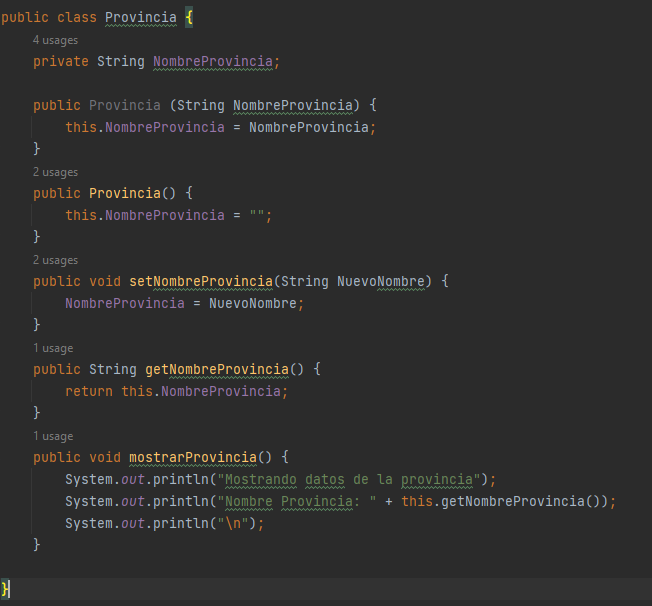 public class Provincia {
4 usages
private String NombreProvincia;
public Provincia (String NombreProvincia) {
this.NombreProvincia = NombreProvincia;
}
2 usages
public Provincia() {
this.NombreProvincia = "";
}
2 usages
public void setNombreProvincia(String NuevoNombre) {
NombreProvincia = NuevoNombre;
}
1 usage
public String getNombreProvincia() {
return this.NombreProvincia;
}
1 usage
public void mostrarProvincia() {
System.out.println("Mostrando datos de la provincia");
System.out.println("Nombre Provincia: " + this.getNombreProvincia());
System.out.println("\n");
}
}